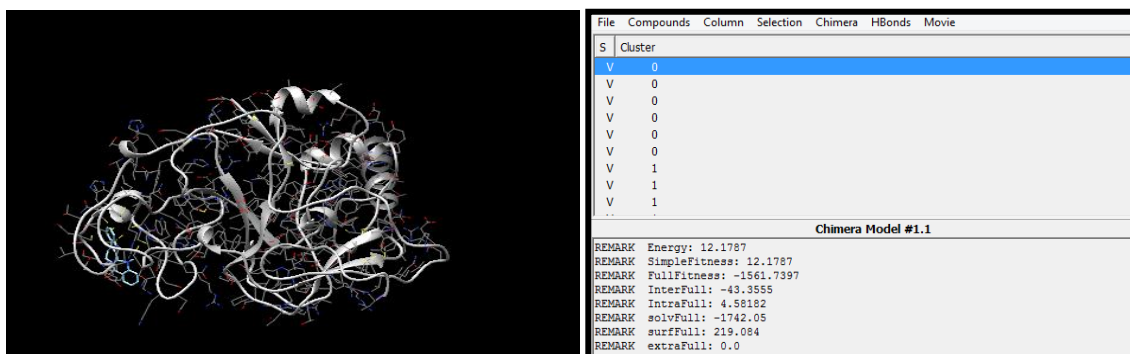 File Compounds Column Selection Chimera HBonds Movie
S Cluster
V 0
V 0
V 0
V 0
V 0
V 0
V 1
V 1
V 1
Chimera Model #1.1
REMARK Energy: 12.1787
REMARK SimpleFitness: 12.1787
REMARK FullFitness: -1561.7397
REMARK InterFull: -43.3555
REMARK IntraFull: 4.58182
REMARK solvFull: -1742.05
REMARK surfFull: 219.084
REMARK extraFull: 0.0